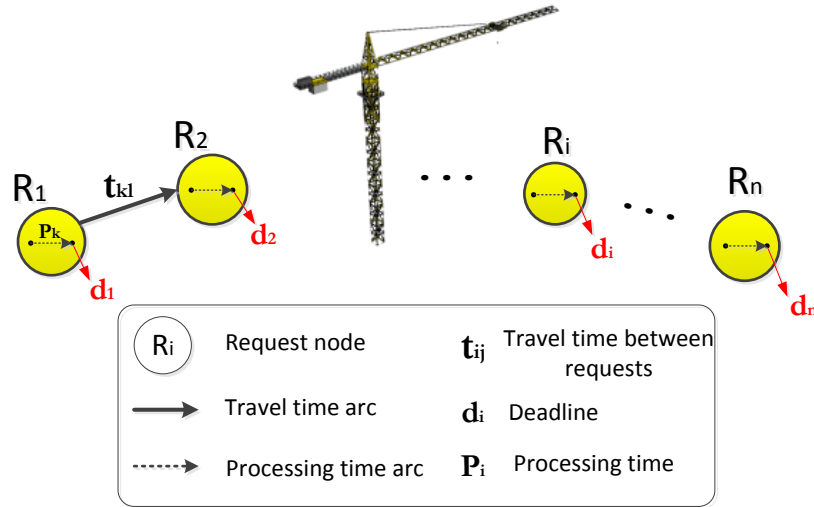 R2
Ri
R1
tkl
Rn
Pk
d1
d2
di
dn
Ri
Request node
tij
Travel time between
requests
Travel time arc
di
Deadline
Processing time arc
Pi
Processing time